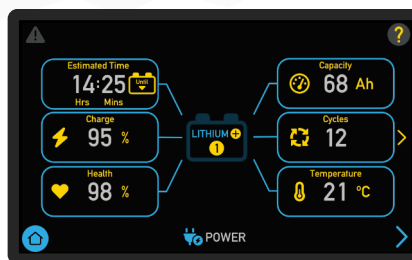 ?
Estimated Time
14:25 Until
Hrs Mins
Capacity
68 Ah
Charge
95 %
LITHIUM
1
Cycles
12
Health
98 %
Temperature
21 °C
POWER